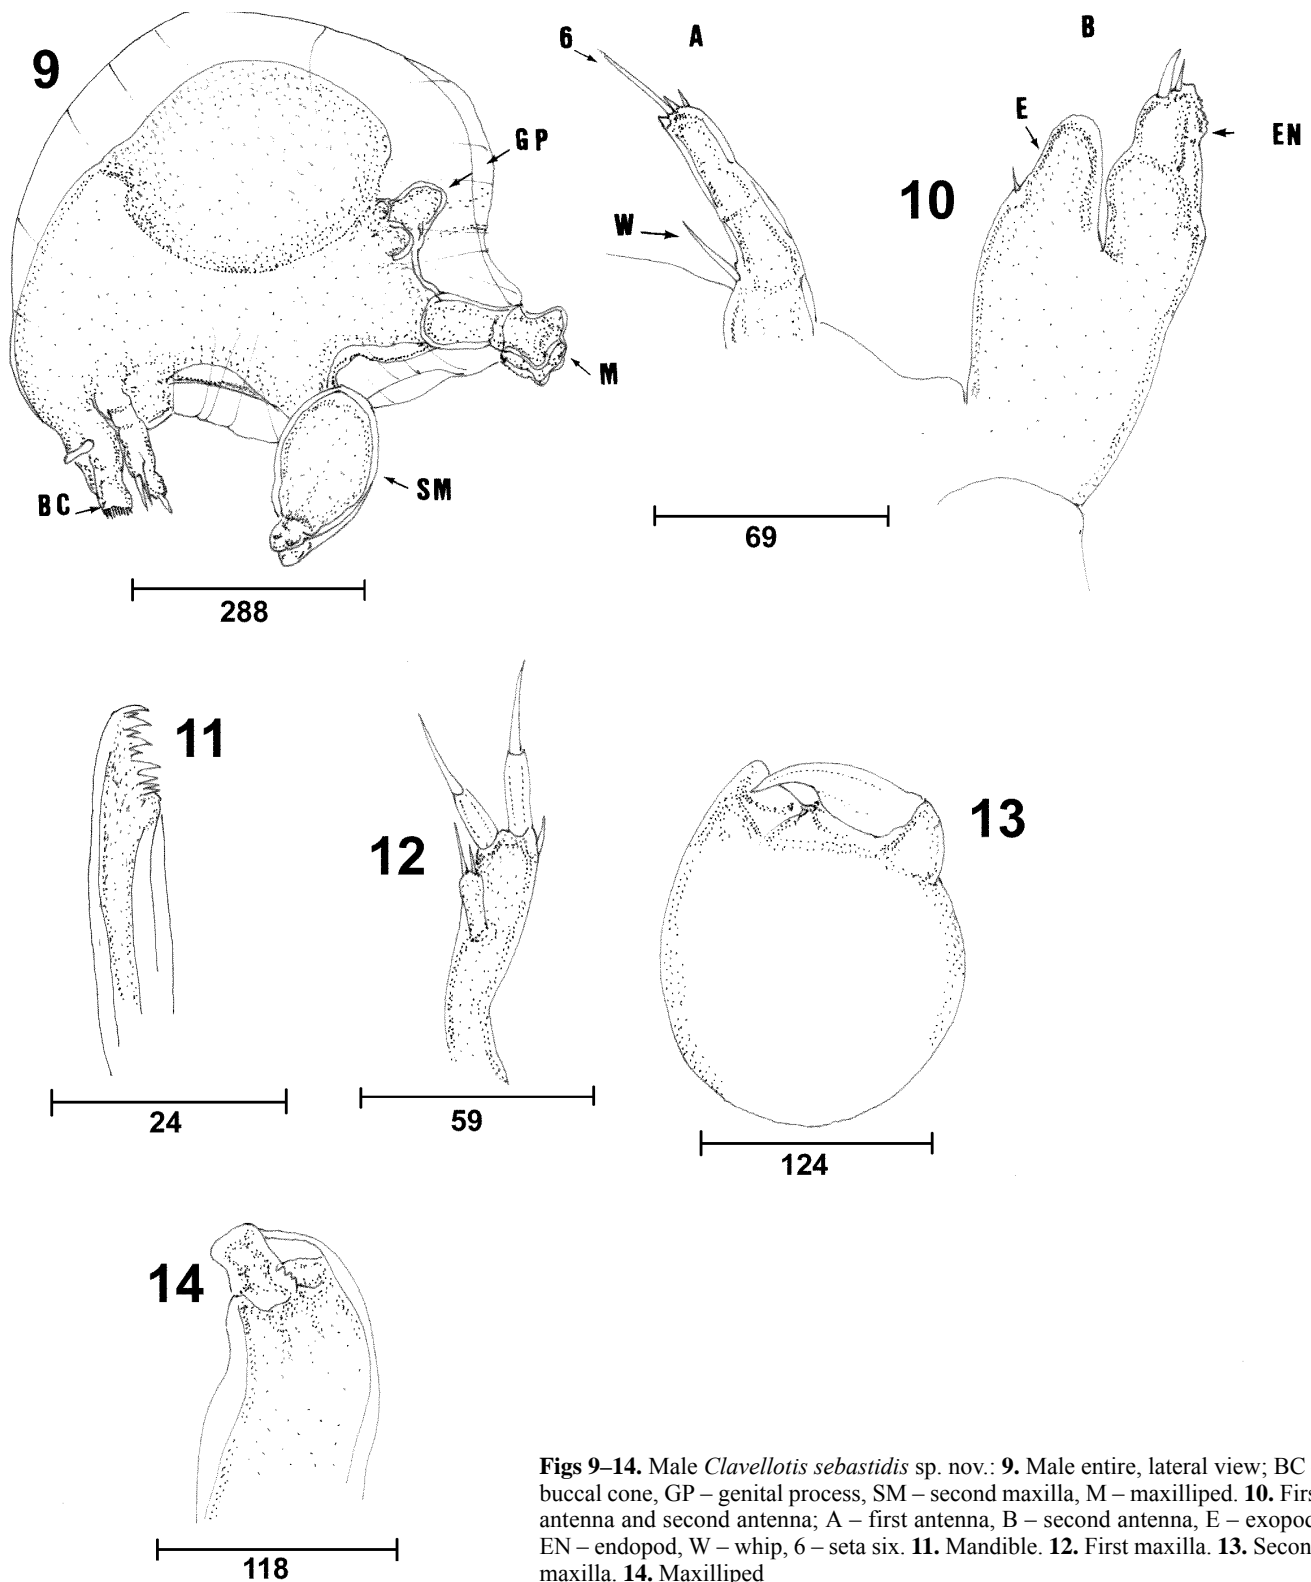 9
GP
M
SM
BC
288
6
A
W
B
E
EN
10
69
11
24
12
59
13
124
14
118
Figs 9–14. Male Clavellotis sebastidis sp. nov.: 9. Male entire, lateral view; BC
buccal cone, GP – genital process, SM – second maxilla, M – maxilliped. 10. Firs
antenna and second antenna; A – first antenna, B – second antenna, E – exopod
EN – endopod, W – whip, 6 – seta six. 11. Mandible. 12. First maxilla. 13. Secon
maxilla. 14. Maxilliped